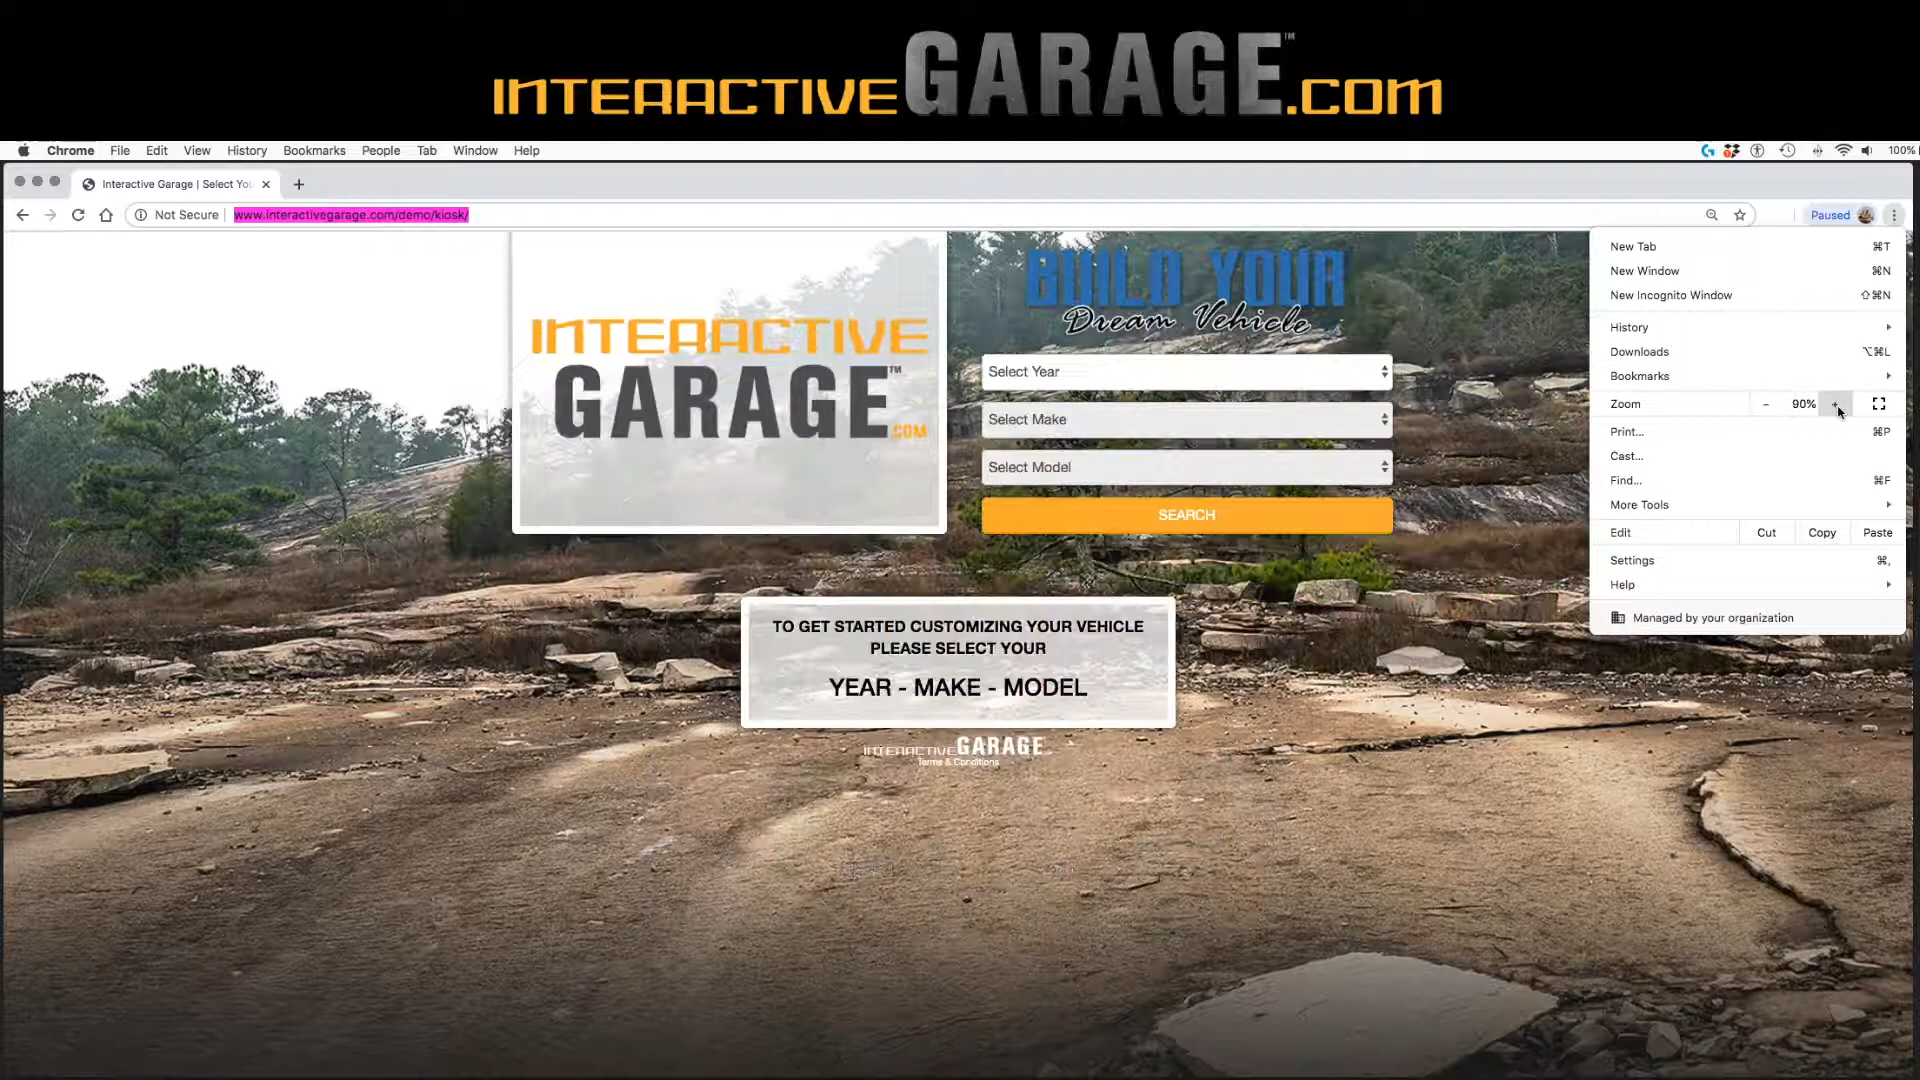 INTERACTIVE GARAGE™.COM
Chrome File Edit View History Bookmarks People Tab Window Help 100%
Interactive Garage | Select Yo
Not Secure www.interactivegarage.com/demo/kiosk/ Paused
INTERACTIVE
GARAGE™
.COM
BUILD YOUR
Dream Vehicle
Select Year
Select Make
Select Model
SEARCH
New Tab ⌘T
New Window ⌘N
New Incognito Window ⇧⌘N
History
Downloads ⌥⌘L
Bookmarks
Zoom - 90% +
Print... ⌘P
Cast...
Find... ⌘F
More Tools
Edit Cut Copy Paste
Settings ⌘,
Help
Managed by your organization
TO GET STARTED CUSTOMIZING YOUR VEHICLE
PLEASE SELECT YOUR
YEAR - MAKE - MODEL
INTERACTIVE GARAGE
Terms & Conditions